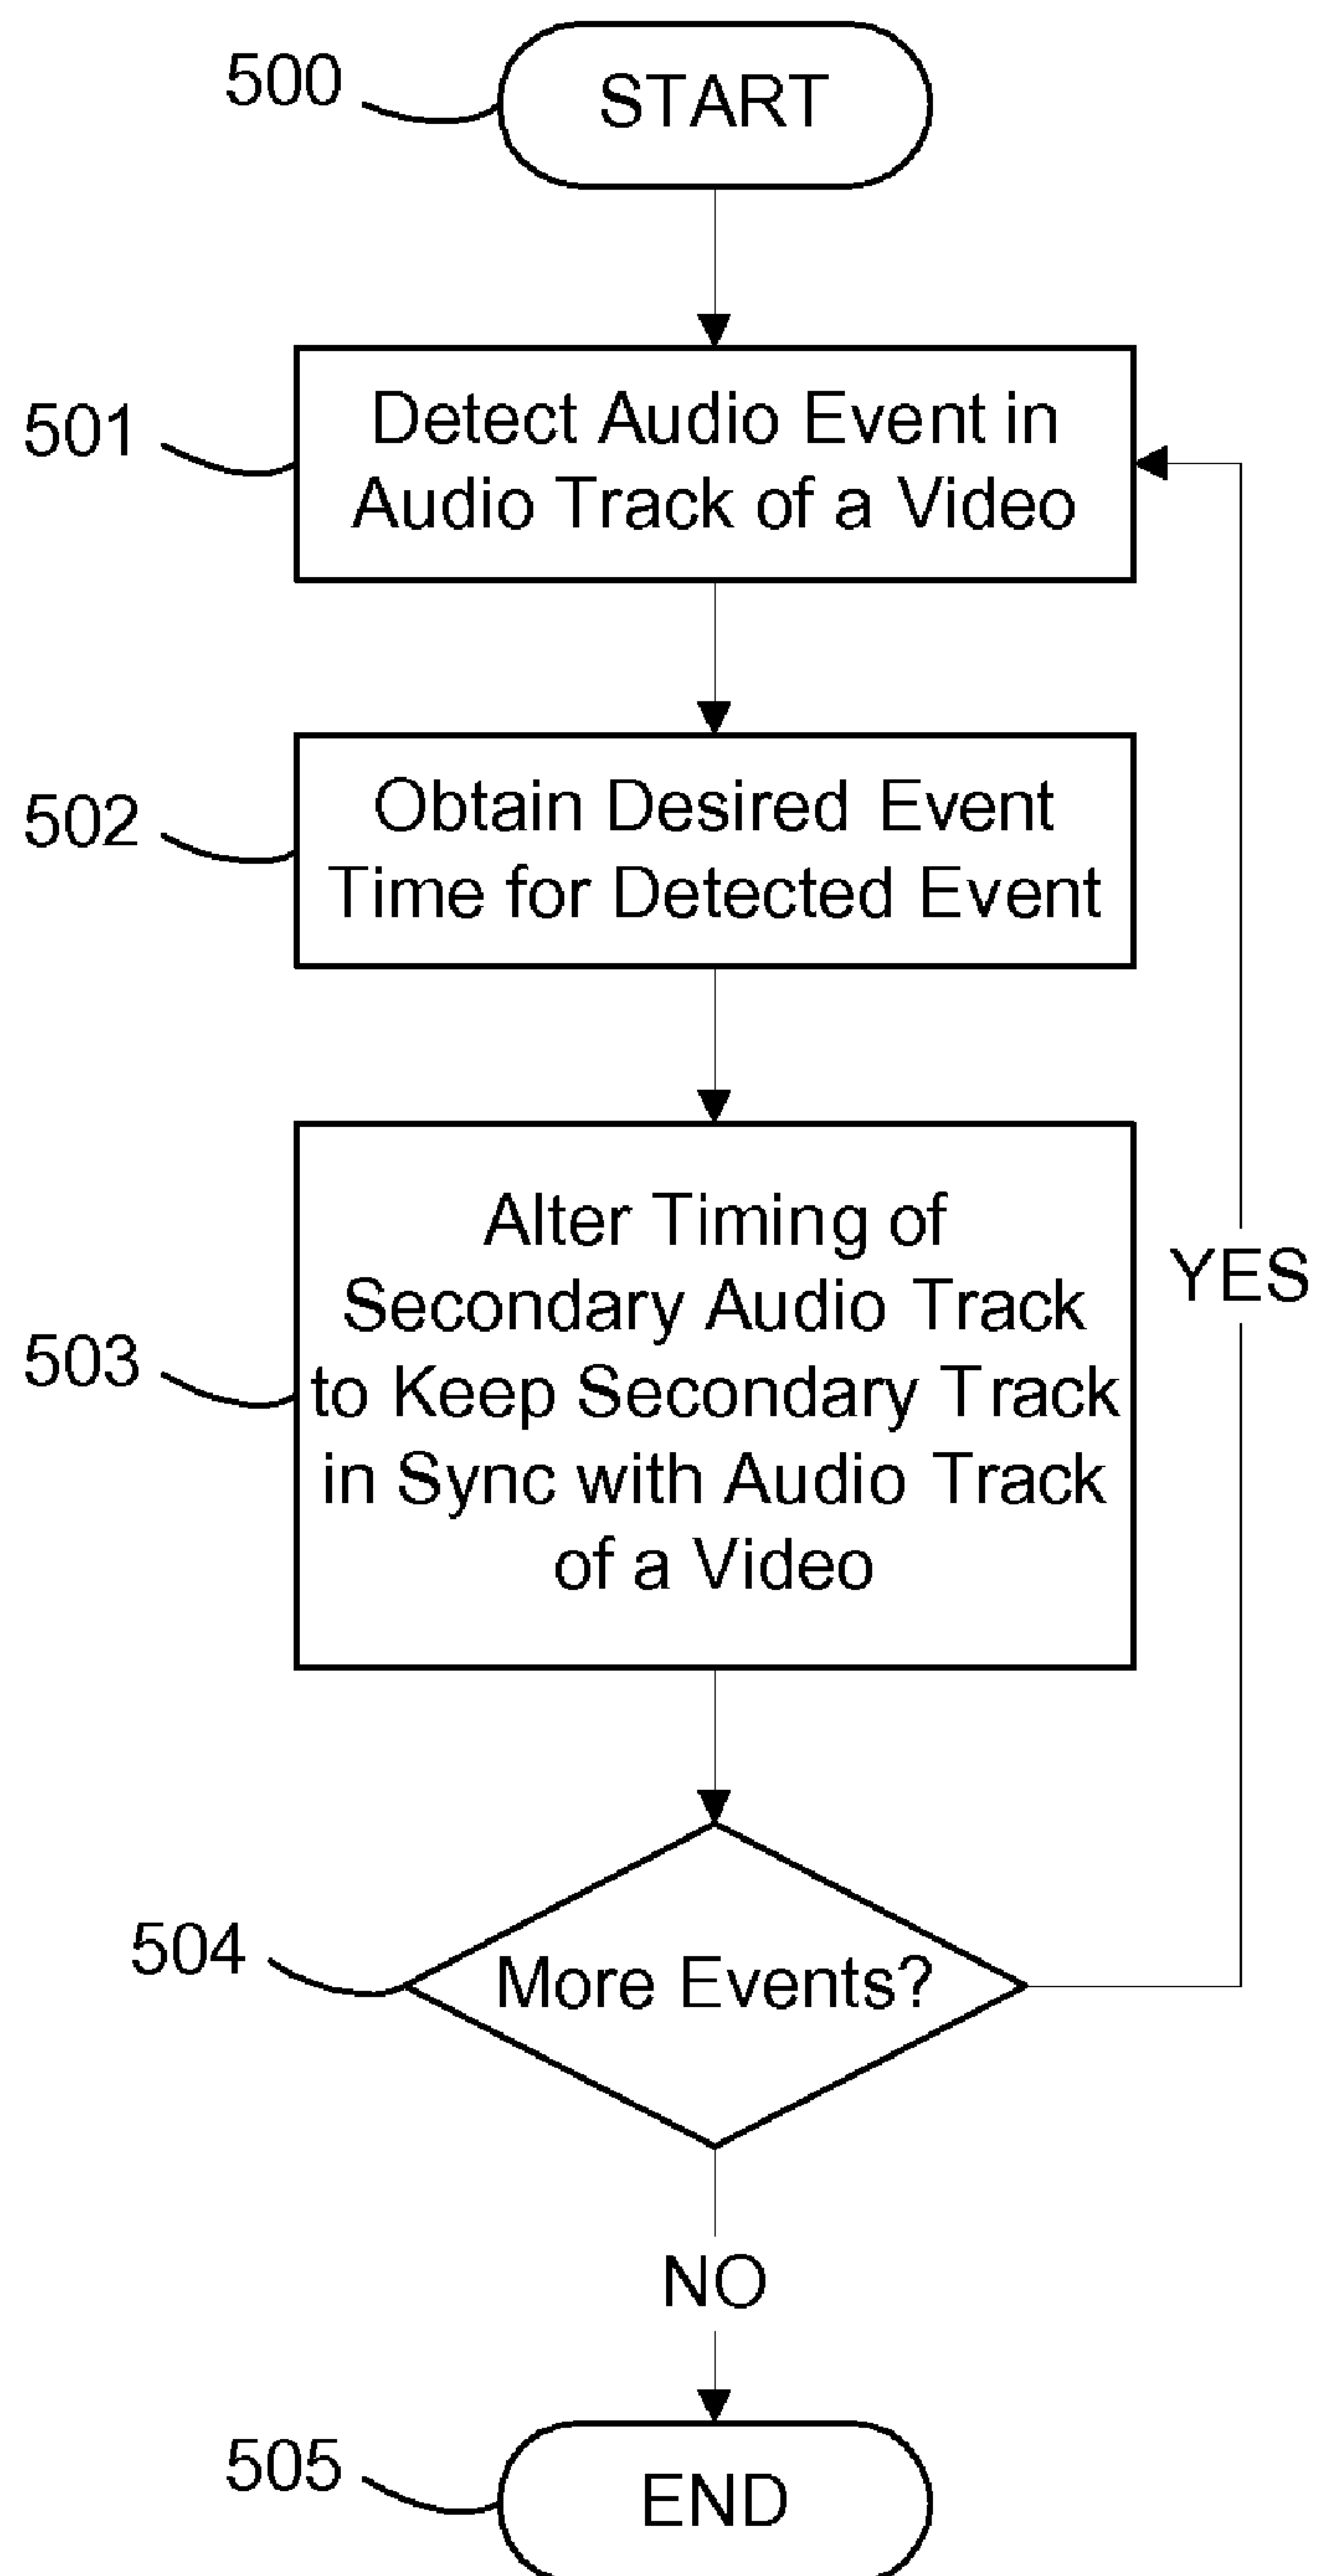 500
START
501
Detect Audio Event in
Audio Track of a Video
502
Obtain Desired Event
Time for Detected Event
503
Alter Timing of
Secondary Audio Track
to Keep Secondary Track
in Sync with Audio Track
of a Video
YES
504
More Events?
NO
505
END